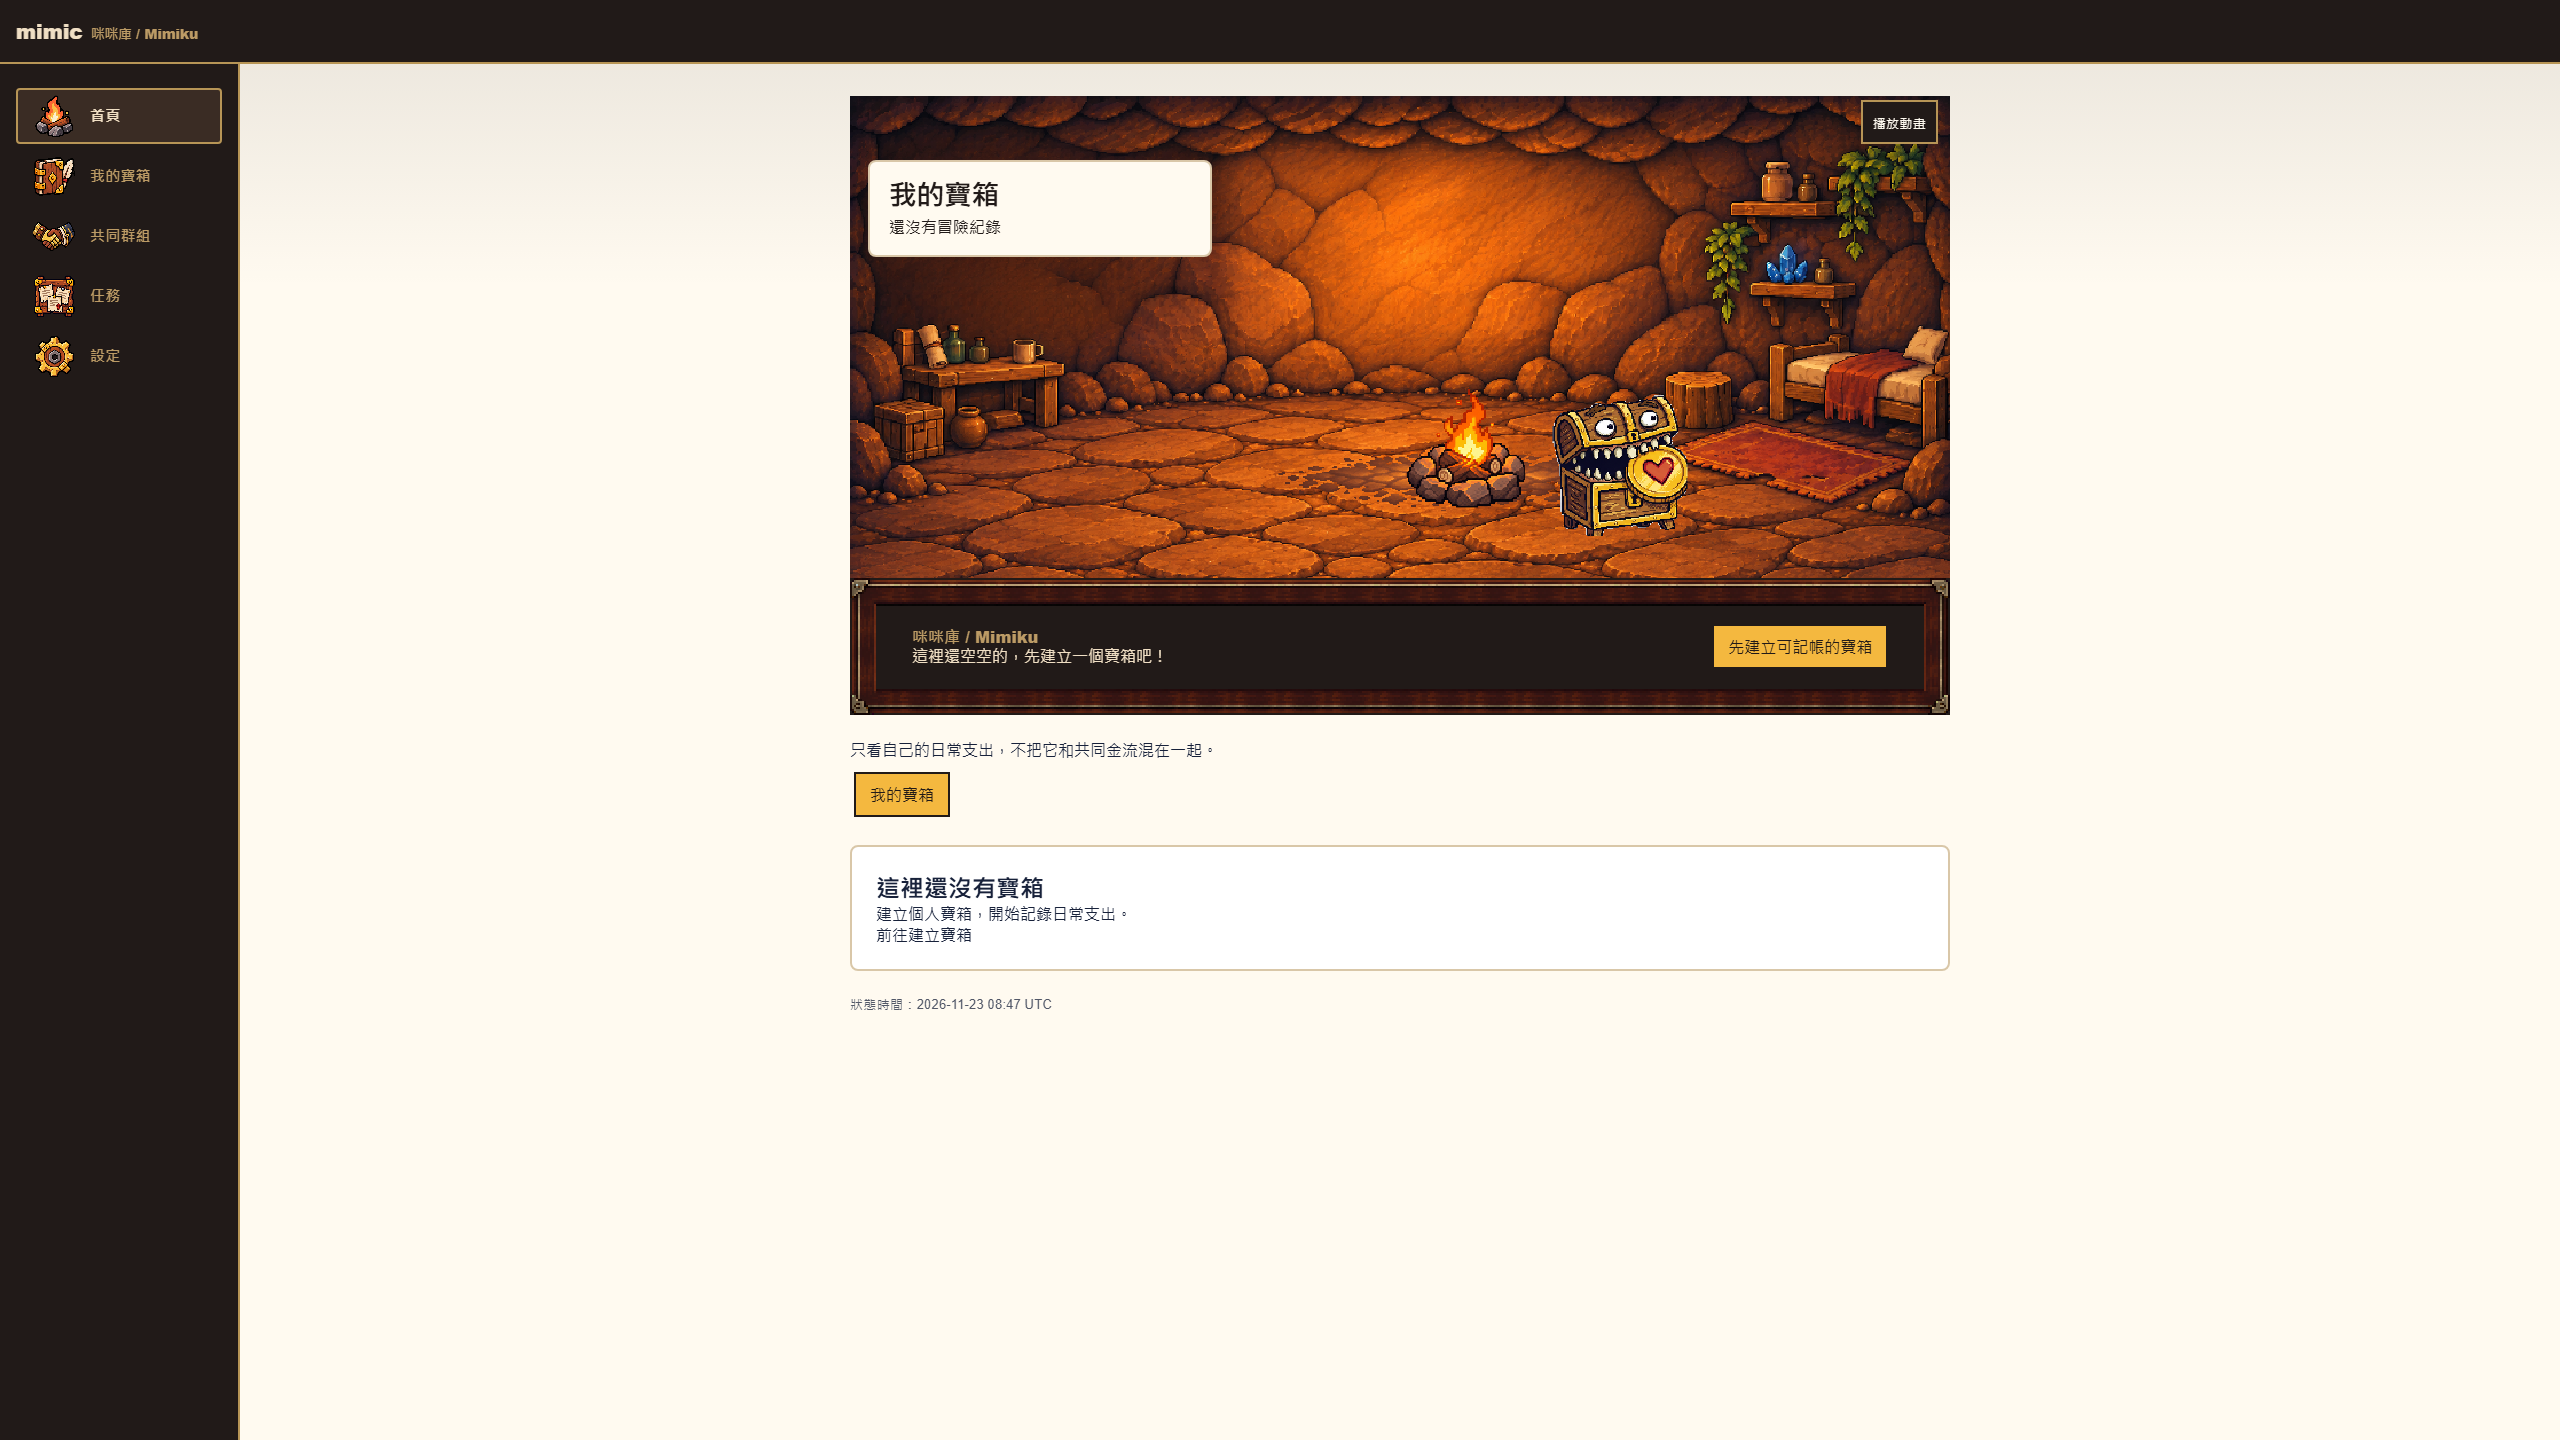 mimic 咪咪庫 / Mimiku
首頁
我的寶箱
共同群組
任務
設定
播放動畫
我的寶箱
還沒有冒險紀錄
咪咪庫 / Mimiku
這裡還空空的，先建立一個寶箱吧！
先建立可記帳的寶箱
只看自己的日常支出，不把它和共同金流混在一起。
我的寶箱
這裡還沒有寶箱
建立個人寶箱，開始記錄日常支出。
前往建立寶箱
狀態時間：2026-11-23 08:47 UTC